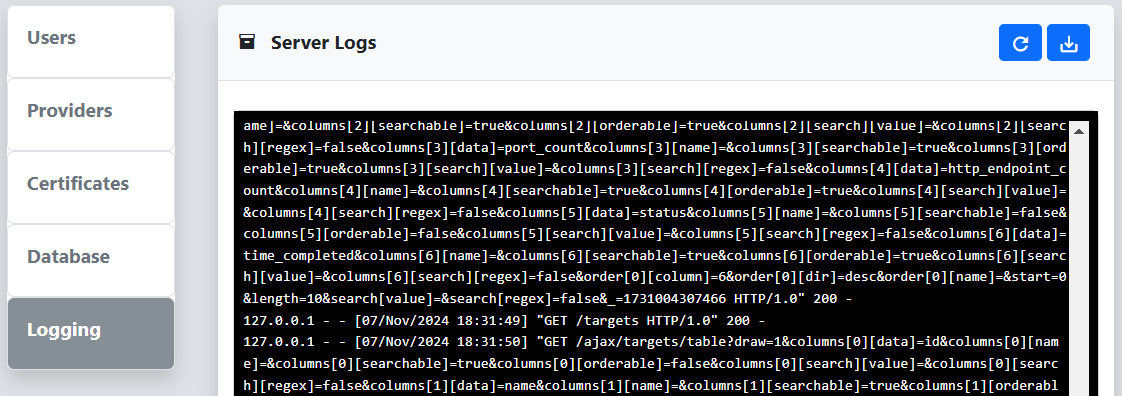 Users
Providers
Certificates
Database
Logging
Server Logs
ame]=&columns[2][searchable]=true&columns[2][orderable]=true&columns[2][search][value]=&columns[2][searc
h][regex]=false&columns[3][data]=port_count&columns[3][name]=&columns[3][searchable]=true&columns[3][ord
erable]=true&columns[3][search][value]=&columns[3][search][regex]=false&columns[4][data]=http_endpoint_c
ount&columns[4][name]=&columns[4][searchable]=true&columns[4][orderable]=true&columns[4][search][value]=
&columns[4][search][regex]=false&columns[5][data]=status&columns[5][name]=&columns[5][searchable]=false&
columns[5][orderable]=false&columns[5][search][value]=&columns[5][search][regex]=false&columns[6][data]=
time_completed&columns[6][name]=&columns[6][searchable]=true&columns[6][orderable]=true&columns[6][searc
h][value]=&columns[6][search][regex]=false&order[0][column]=6&order[0][dir]=desc&order[0][name]=&start=0
&length=10&search[value]=&search[regex]=false&_=1731004307466 HTTP/1.0" 200 -
127.0.0.1 - - [07/Nov/2024 18:31:49] "GET /targets HTTP/1.0" 200 -
127.0.0.1 - - [07/Nov/2024 18:31:50] "GET /ajax/targets/table?draw=1&columns[0][data]=id&columns[0][nam
e]=&columns[0][searchable]=true&columns[0][orderable]=false&columns[0][search][value]=&columns[0][searc
h][regex]=false&columns[1][data]=name&columns[1][name]=&columns[1][searchable]=true&columns[1][orderabl